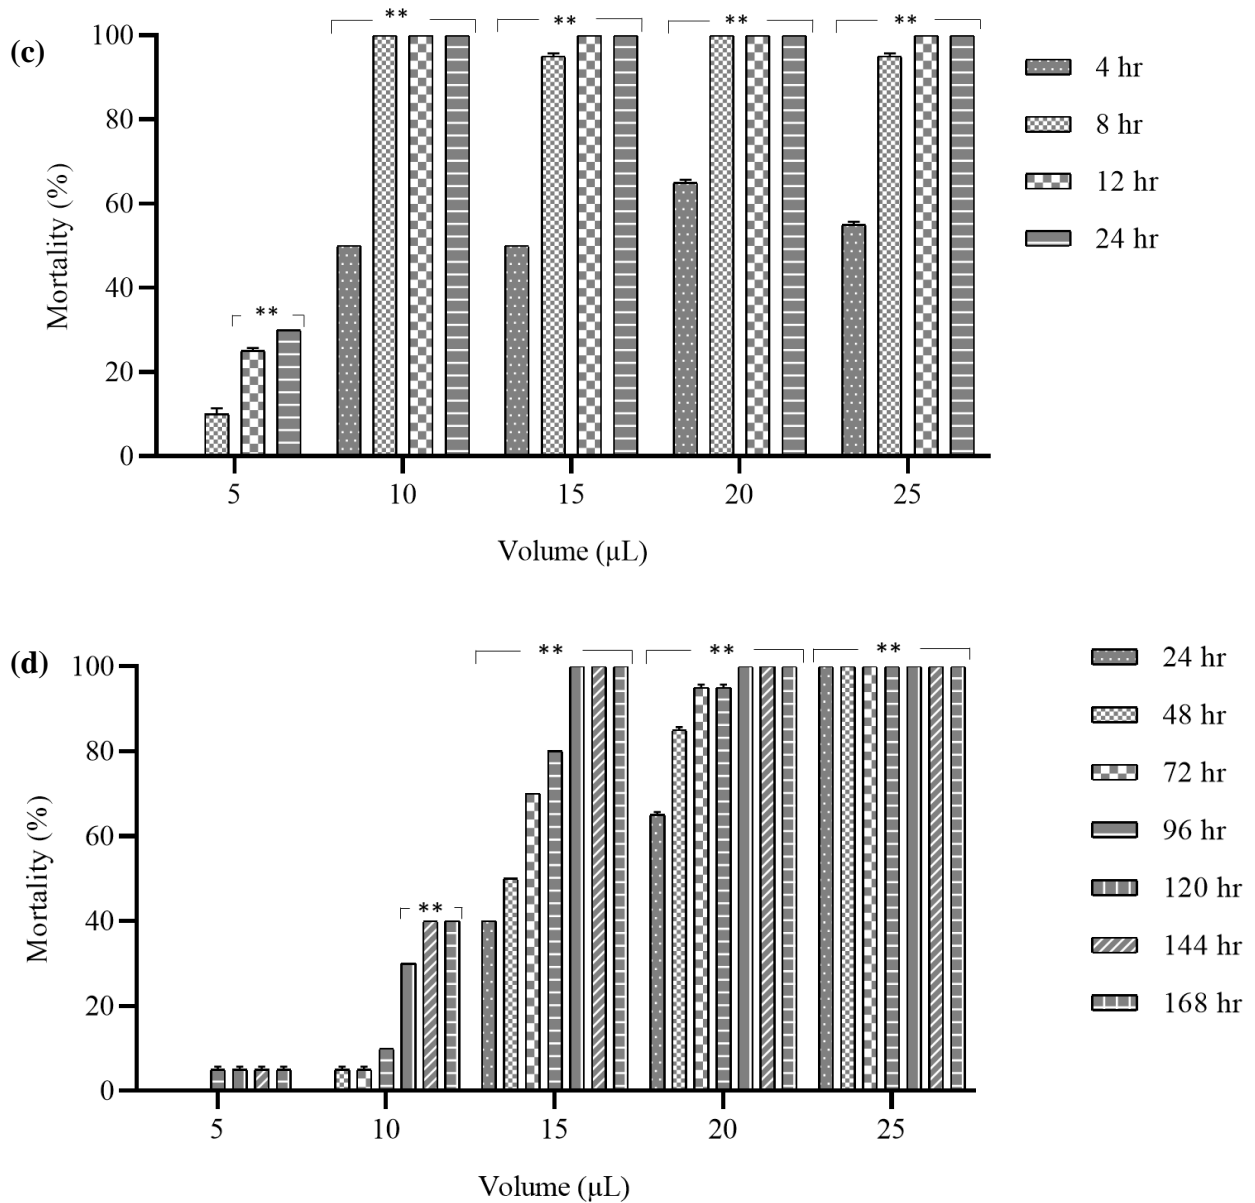 (c)
** ** ** **
100
80
60
40
20
0
Mortality (%)
**
5 10 15 20 25
Volume (µL)
4 hr
8 hr
12 hr
24 hr
(d)
** ** **
100
80
60
40
20
0
Mortality (%)
**
5 10 15 20 25
Volume (µL)
24 hr
48 hr
72 hr
96 hr
120 hr
144 hr
168 hr